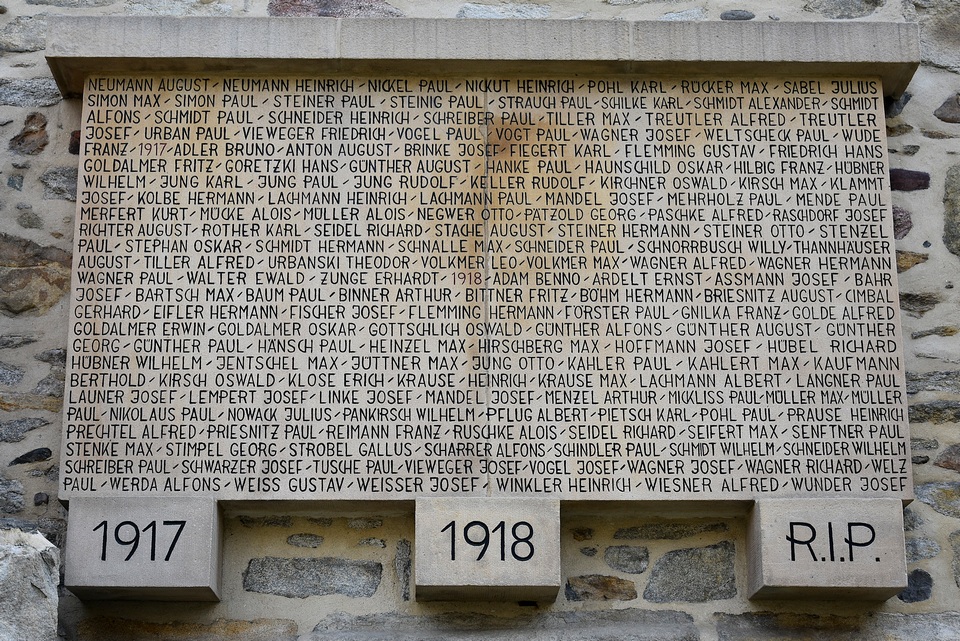 NEUMANN AUGUST - NEUMANN HEINRICH - NICKEL PAUL - NICKUT HEINRICH - POHL KARL - RÜCKER MAX - SABEL JULIUS
SIMON MAX - SIMON PAUL - STEINER PAUL - STEINIG PAUL - STRAUCH PAUL - SCHILKE KARL - SCHMIDT ALEXANDER - SCHMIDT
ALFONS - SCHMIDT PAUL - SCHNEIDER HEINRICH - SCHREIBER PAUL - TILLER MAX - TREUTLER ALFRED - TREUTLER
JOSEF - URBAN PAUL - VIEWEGER FRIEDRICH - VOGEL PAUL - VOGT PAUL - WAGNER JOSEF - WELTSCHECK PAUL - WUDE
FRANZ - 1917 - ADLER BRUNO - ANTON AUGUST - BRINKE JOSEF - FIEGERT KARL - FLEMMING GUSTAV - FRIEDRICH HANS
GOLDALMER FRITZ - GORETZKI HANS - GÜNTHER AUGUST - HANKE PAUL - HAUNSCHILD OSKAR - HILBIG FRANZ - HÜBNER
WILHELM - JUNG KARL - JUNG PAUL - JUNG RUDOLF - KELLER RUDOLF - KIRCHNER OSWALD - KIRSCH MAX - KLAMMT
JOSEF - KOLBE HERMANN - LACHMANN HEINRICH - LACHMANN PAUL - MANDEL JOSEF - MEHRHOLZ PAUL - MENDE PAUL
MERFERT KURT - MÜCKE ALOIS - MÜLLER ALOIS - NEGWER OTTO - PÄTZOLD GEORG - PASCHKE ALFRED - RASCHDORF JOSEF
RICHTER AUGUST - ROTHER KARL - SEIDEL RICHARD - STACHE AUGUST - STEINER HERMANN - STEINER OTTO - STENZEL
PAUL - STEPHAN OSKAR - SCHMIDT HERMANN - SCHNALLE MAX - SCHNEIDER PAUL - SCHNORRBUSCH WILLY - THANNHÄUSER
AUGUST - TILLER ALFRED - URBANSKI THEODOR - VOLKMER LEO - VOLKMER MAX - WAGNER ALFRED - WAGNER HERMANN
WAGNER PAUL - WALTER EWALD - ZUNGE ERHARDT - 1918 - ADAM BENNO - ARDELT ERNST - ASSMANN JOSEF - BAHR
JOSEF - BARTSCH MAX - BAUM PAUL - BINNER ARTHUR - BITTNER FRITZ - BÖHM HERMANN - BRIESNITZ AUGUST - CIMBAL
GERHARD - EIFLER HERMANN - FISCHER JOSEF - FLEMMING HERMANN - FÖRSTER PAUL - GNILKA FRANZ - GOLDE ALFRED
GOLDALMER ERWIN - GOLDALMER OSKAR - GOTTSCHLICH OSWALD - GÜNTHER ALFONS - GÜNTHER AUGUST - GÜNTHER
GEORG - GÜNTHER PAUL - HÄNSCH PAUL - HEINZEL MAX - HIRSCHBERG MAX - HOFFMANN JOSEF - HÜBEL RICHARD
HÜBNER WILHELM - JENTSCHEL MAX - JÜTTNER MAX - JUNG OTTO - KAHLER PAUL - KAHLERT MAX - KAUFMANN
BERTHOLD - KIRSCH OSWALD - KLOSE ERICH - KRAUSE HEINRICH - KRAUSE MAX - LACHMANN ALBERT - LANGNER PAUL
LAUNER JOSEF - LEMPERT JOSEF - LINKE JOSEF - MANDEL JOSEF - MENZEL ARTHUR - MICKLISS PAUL - MÜLLER MAX - MÜLLER
PAUL - NIKOLAUS PAUL - NOWACK JULIUS - PANKIRSCH WILHELM - PFLUG ALBERT - PIETSCH KARL - POHL PAUL - PRAUSE HEINRICH
PRECHTEL ALFRED - PRIESNITZ PAUL - REIMANN FRANZ - RUSCHKE ALOIS - SEIDEL RICHARD - SEIFERT MAX - SENFTNER PAUL
STENKE MAX - STIMPEL GEORG - STROBEL GALLUS - SCHARRER ALFONS - SCHINDLER PAUL - SCHMIDT WILHELM - SCHNEIDER WILHELM
SCHREIBER PAUL - SCHWARZER JOSEF - TUSCHE PAUL - VIEWEGER JOSEF - VOGEL JOSEF - WAGNER JOSEF - WAGNER RICHARD - WELZ
PAUL - WERDA ALFONS - WEISS GUSTAV - WEISSER JOSEF - WINKLER HEINRICH - WIESNER ALFRED - WUNDER JOSEF
1917 1918 R.I.P.